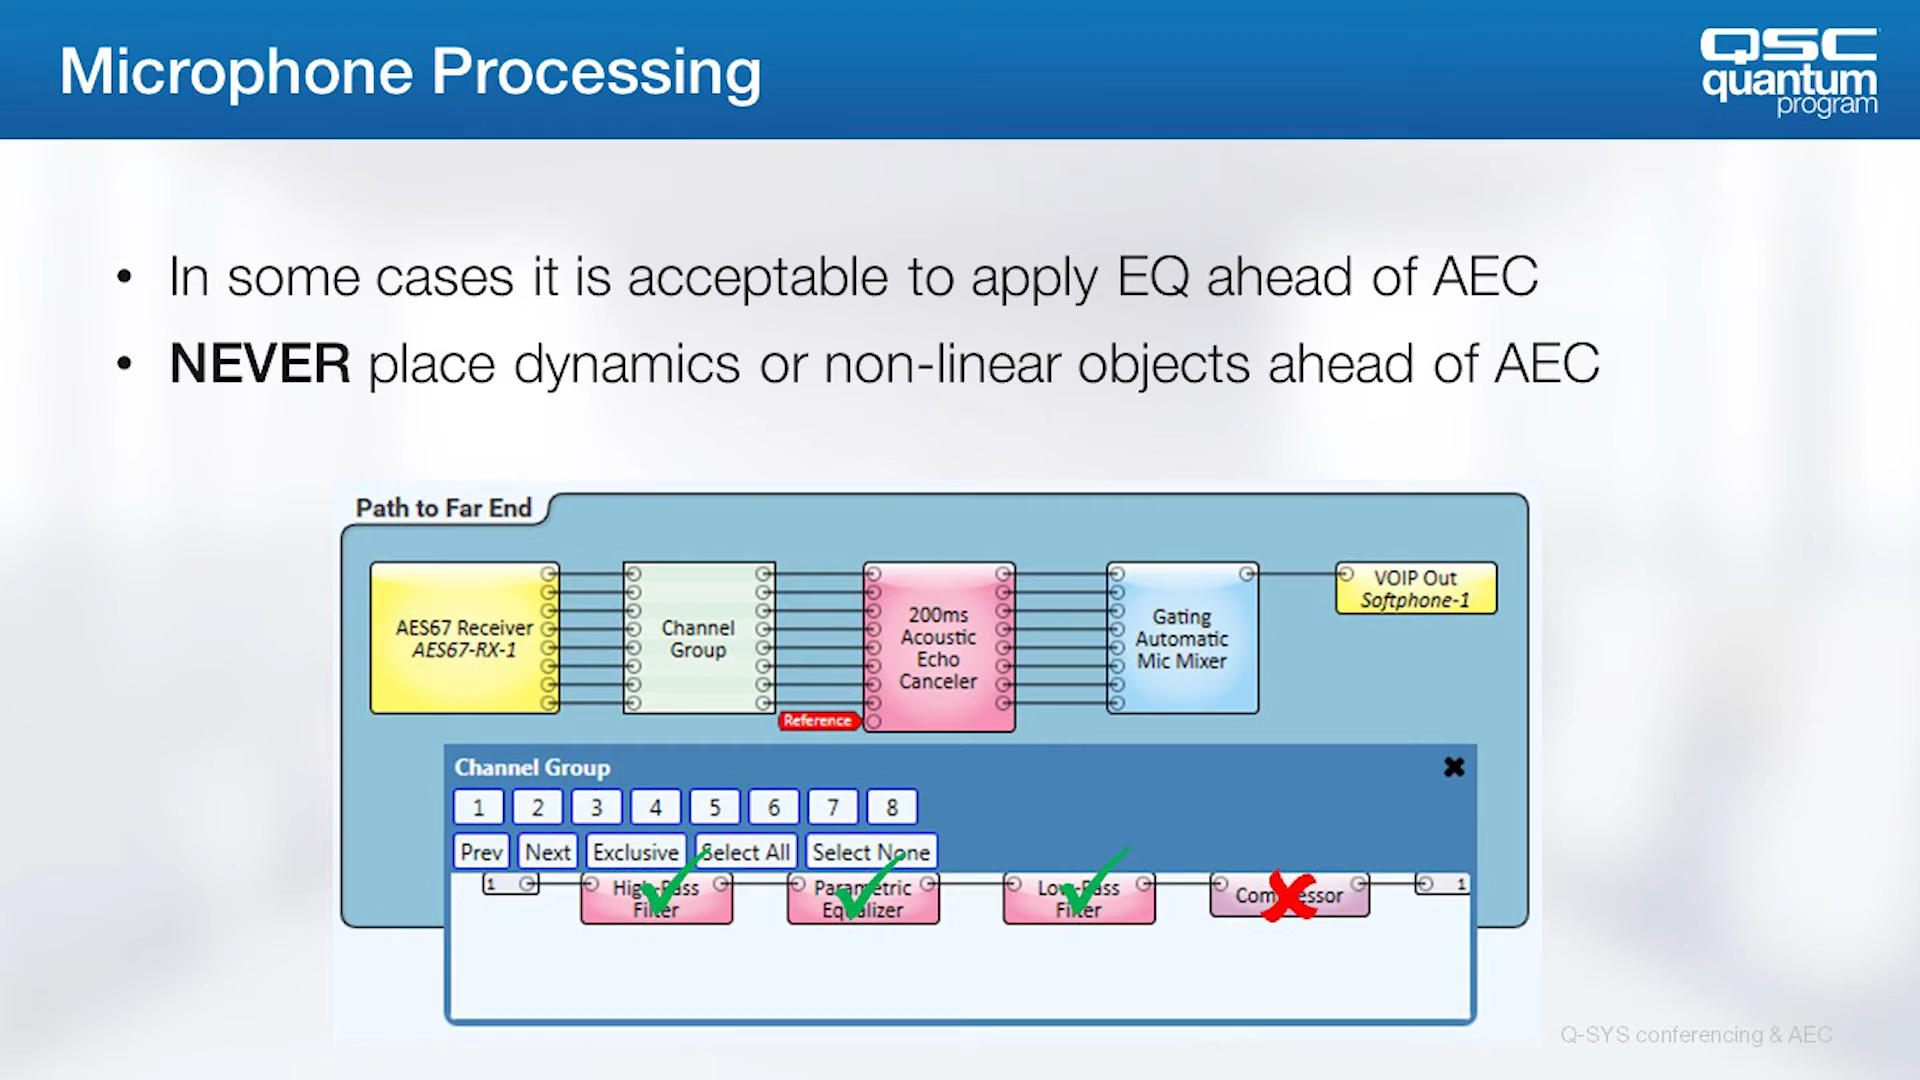 Microphone Processing
QSC
quantum
program
• In some cases it is acceptable to apply EQ ahead of AEC
• NEVER place dynamics or non-linear objects ahead of AEC
Path to Far End
AES67 Receiver
AES67-RX-1
Channel
Group
200ms
Acoustic
Echo
Canceler
Reference
Gating
Automatic
Mic Mixer
VOIP Out
Softphone-1
Channel Group
1 2 3 4 5 6 7 8
Prev Next Exclusive Select All Select None
1
High-Pass
Filter
Parametric
Equalizer
Low-Pass
Filter
Compressor
1
Q-SYS conferencing & AEC